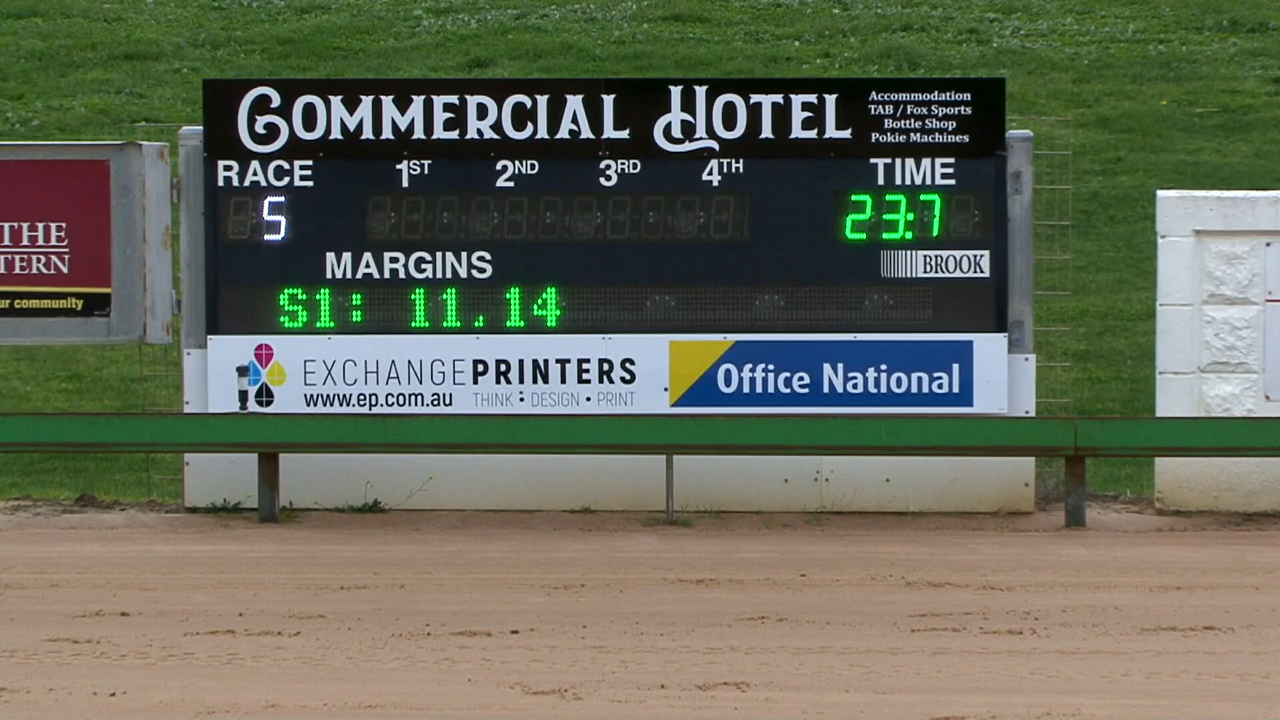 COMMERCIAL HOTEL
Accommodation
TAB / Fox Sports
Bottle Shop
Pokie Machines
RACE 1ST 2ND 3RD 4TH TIME
5 23:7
MARGINS
BROOK
S1: 11.14
THE
TERN
ur community
EXCHANGEPRINTERS
www.ep.com.au THINK : DESIGN • PRINT
Office National